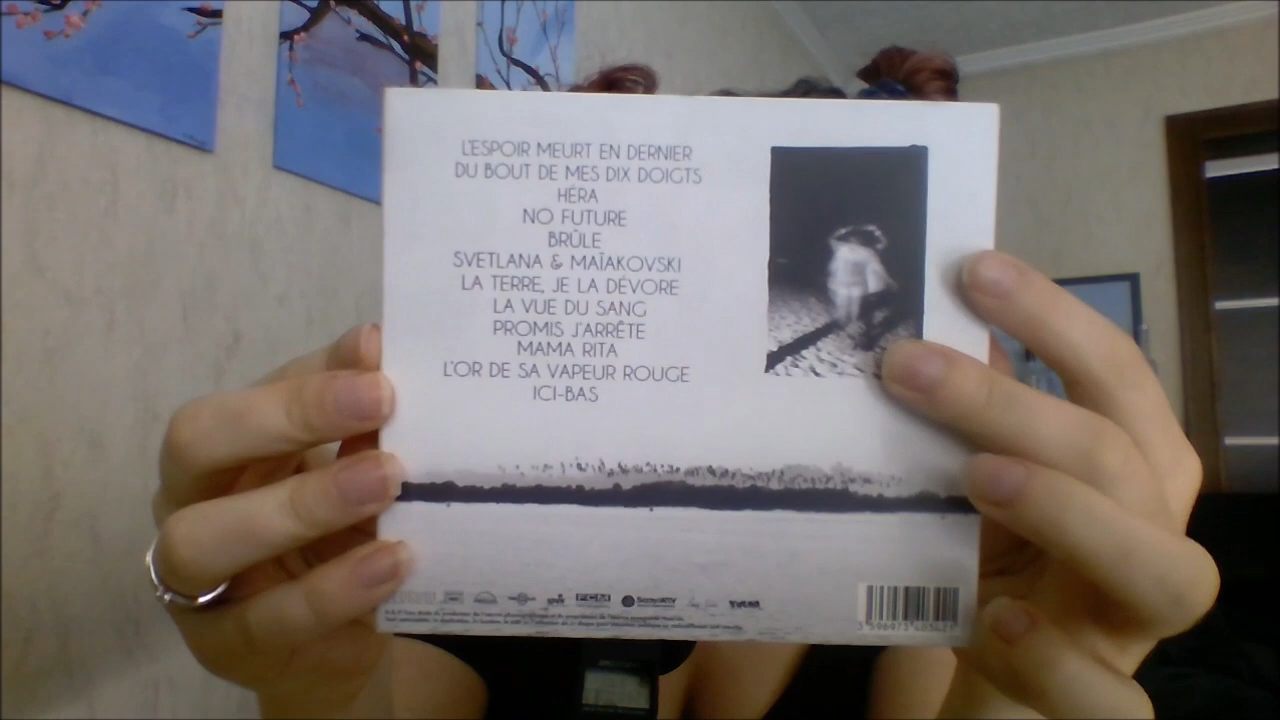 L'ESPOIR MEURT EN DERNIER
DU BOUT DE MES DIX DOIGTS
HÉRA
NO FUTURE
BRÛLE
SVETLANA & MAÏAKOVSKI
LA TERRE, JE LA DÉVORE
LA VUE DU SANG
PROMIS J'ARRÊTE
MAMA RITA
L'OR DE SA VAPEUR ROUGE
ICI-BAS
FCM